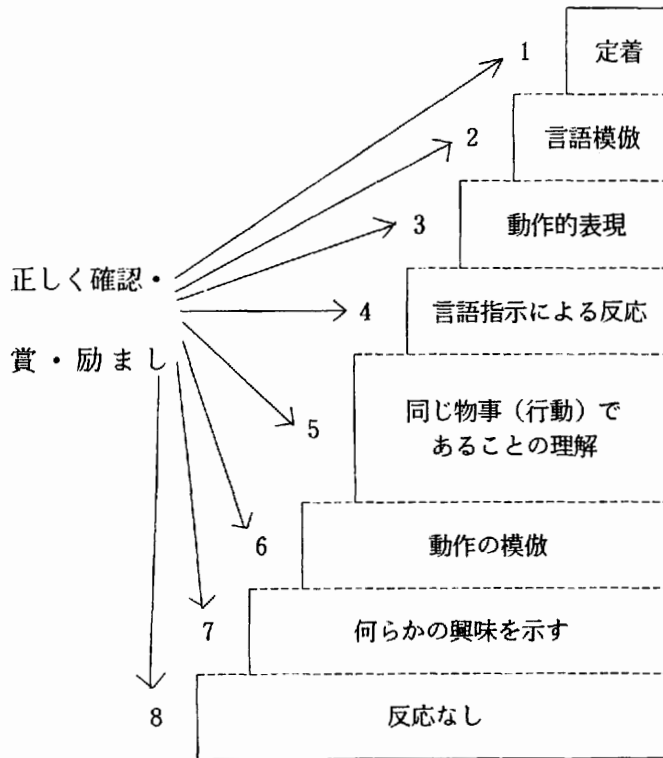 1 定着
2 言語模倣
3 動作的表現
正しく確認・
4 言語指示による反応
賞・励まし
5 同じ物事（行動）で
あることの理解
6 動作の模倣
7 何らかの興味を示す
8 反応なし